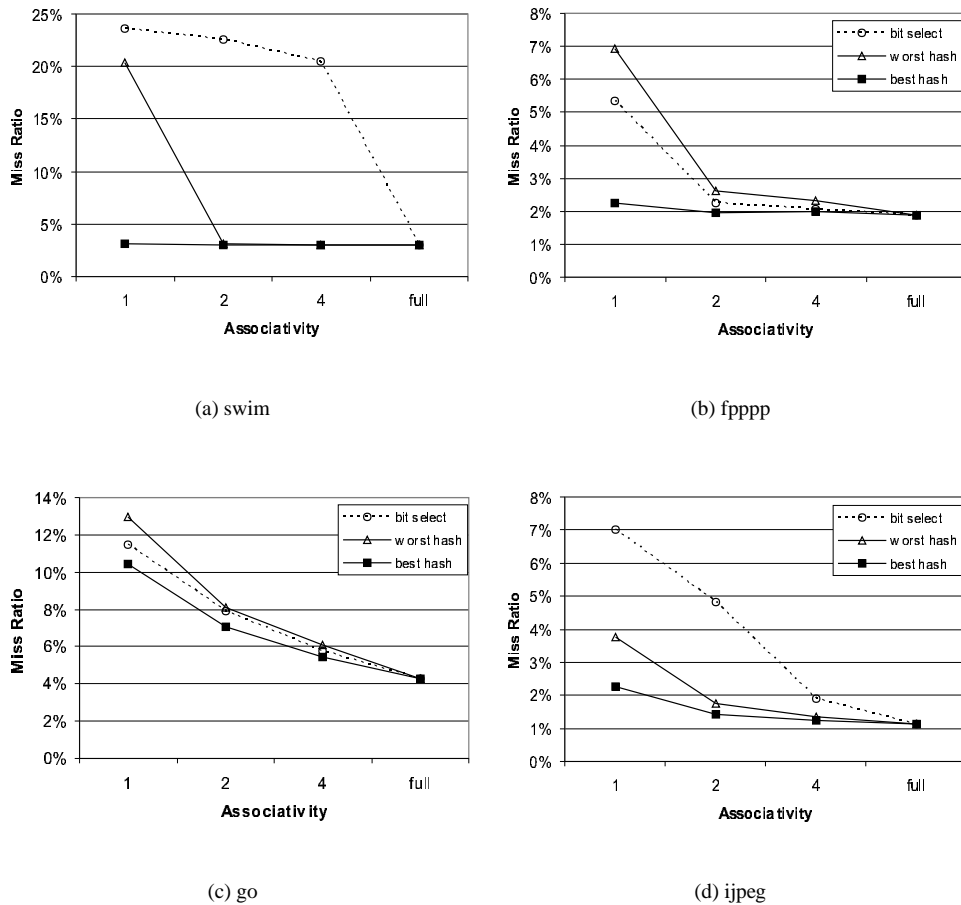 25%
20%
15%
10%
5%
0%
Miss Ratio
1 2 4 full
Associativity
(a) swim
8%
7%
6%
5%
4%
3%
2%
1%
0%
Miss Ratio
bit select
worst hash
best hash
1 2 4 full
Associativity
(b) fpppp
14%
12%
10%
8%
6%
4%
2%
0%
Miss Ratio
bit select
worst hash
best hash
1 2 4 full
Associativity
(c) go
8%
7%
6%
5%
4%
3%
2%
1%
0%
Miss Ratio
bit select
worst hash
best hash
1 2 4 full
Associativity
(d) ijpeg